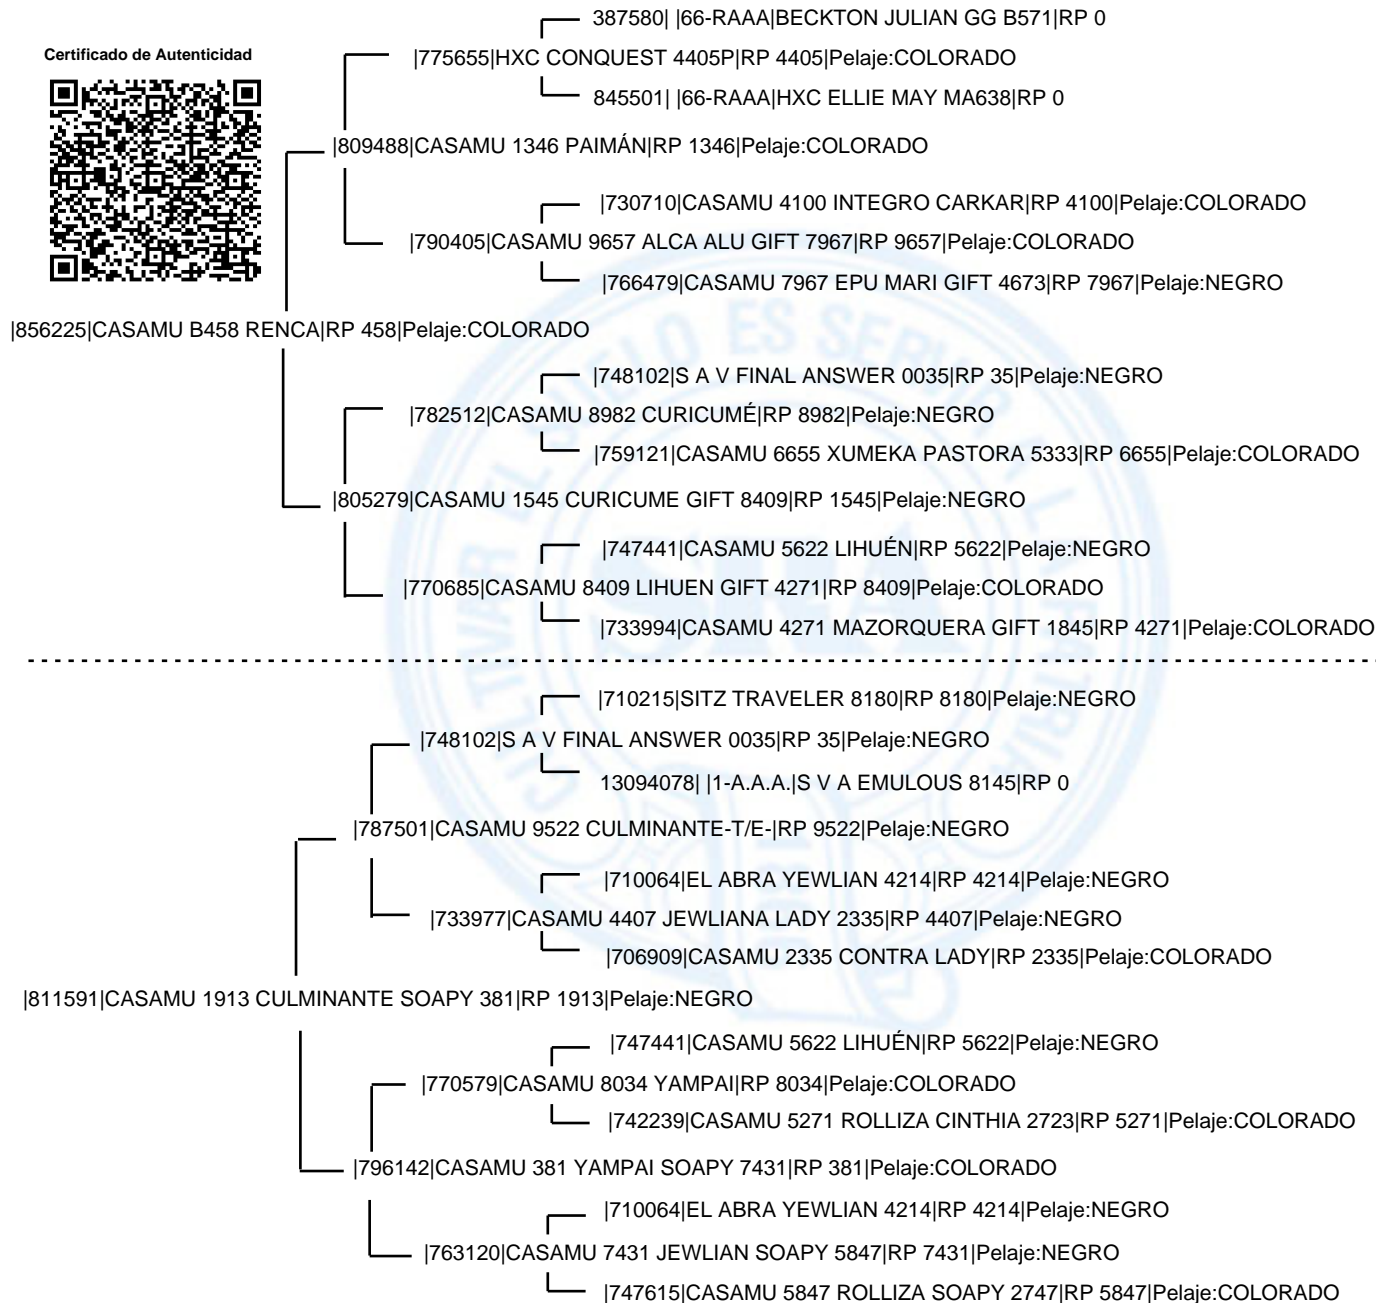 387580| |66-RAAA|BECKTON JULIAN GG B571|RP 0
Certificado de Autenticidad
|775655|HXC CONQUEST 4405P|RP 4405|Pelaje:COLORADO
845501| |66-RAAA|HXC ELLIE MAY MA638|RP 0
|809488|CASAMU 1346 PAIMÁN|RP 1346|Pelaje:COLORADO
|730710|CASAMU 4100 INTEGRO CARKAR|RP 4100|Pelaje:COLORADO
|790405|CASAMU 9657 ALCA ALU GIFT 7967|RP 9657|Pelaje:COLORADO
|766479|CASAMU 7967 EPU MARI GIFT 4673|RP 7967|Pelaje:NEGRO
|856225|CASAMU B458 RENCA|RP 458|Pelaje:COLORADO
|748102|S A V FINAL ANSWER 0035|RP 35|Pelaje:NEGRO
|782512|CASAMU 8982 CURICUMÉ|RP 8982|Pelaje:NEGRO
|759121|CASAMU 6655 XUMEKA PASTORA 5333|RP 6655|Pelaje:COLORADO
|805279|CASAMU 1545 CURICUME GIFT 8409|RP 1545|Pelaje:NEGRO
|747441|CASAMU 5622 LIHUÉN|RP 5622|Pelaje:NEGRO
|770685|CASAMU 8409 LIHUEN GIFT 4271|RP 8409|Pelaje:COLORADO
|733994|CASAMU 4271 MAZORQUERA GIFT 1845|RP 4271|Pelaje:COLORADO
|710215|SITZ TRAVELER 8180|RP 8180|Pelaje:NEGRO
|748102|S A V FINAL ANSWER 0035|RP 35|Pelaje:NEGRO
13094078| |1-A.A.A.|S V A EMULOUS 8145|RP 0
|787501|CASAMU 9522 CULMINANTE-T/E-|RP 9522|Pelaje:NEGRO
|710064|EL ABRA YEWLIAN 4214|RP 4214|Pelaje:NEGRO
|733977|CASAMU 4407 JEWLIANA LADY 2335|RP 4407|Pelaje:NEGRO
|706909|CASAMU 2335 CONTRA LADY|RP 2335|Pelaje:COLORADO
|811591|CASAMU 1913 CULMINANTE SOAPY 381|RP 1913|Pelaje:NEGRO
|747441|CASAMU 5622 LIHUÉN|RP 5622|Pelaje:NEGRO
|770579|CASAMU 8034 YAMPAI|RP 8034|Pelaje:COLORADO
|742239|CASAMU 5271 ROLLIZA CINTHIA 2723|RP 5271|Pelaje:COLORADO
|796142|CASAMU 381 YAMPAI SOAPY 7431|RP 381|Pelaje:COLORADO
|710064|EL ABRA YEWLIAN 4214|RP 4214|Pelaje:NEGRO
|763120|CASAMU 7431 JEWLIAN SOAPY 5847|RP 7431|Pelaje:NEGRO
|747615|CASAMU 5847 ROLLIZA SOAPY 2747|RP 5847|Pelaje:COLORADO
CULTIVAR EL SUELO ES SERVIR A LA PATRIA
SRA
1866